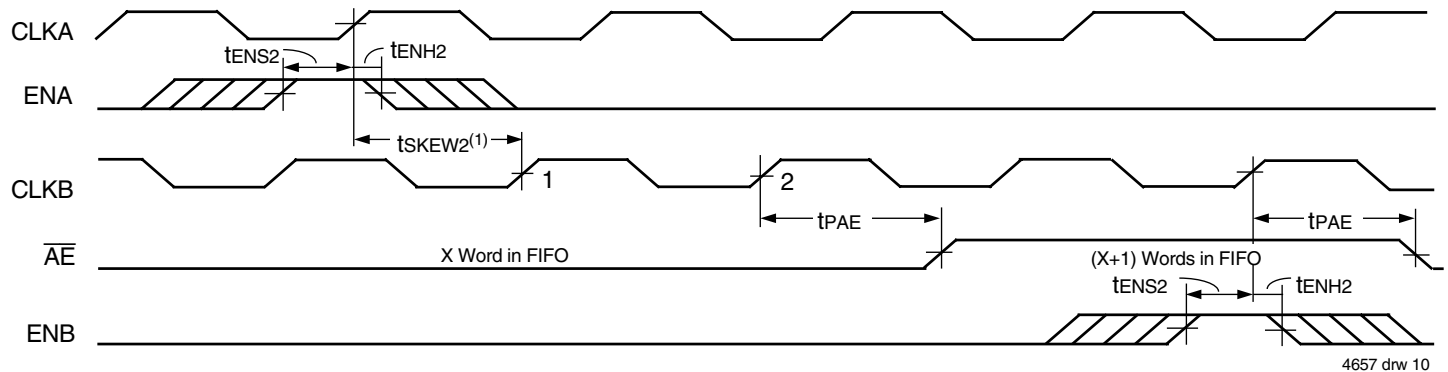 CLKA
tENS2 tENH2
ENA
tSKEW2(1)
CLKB 1 2
tPAE tPAE
AE X Word in FIFO (X+1) Words in FIFO
tENS2 tENH2
ENB
4657 drw 10